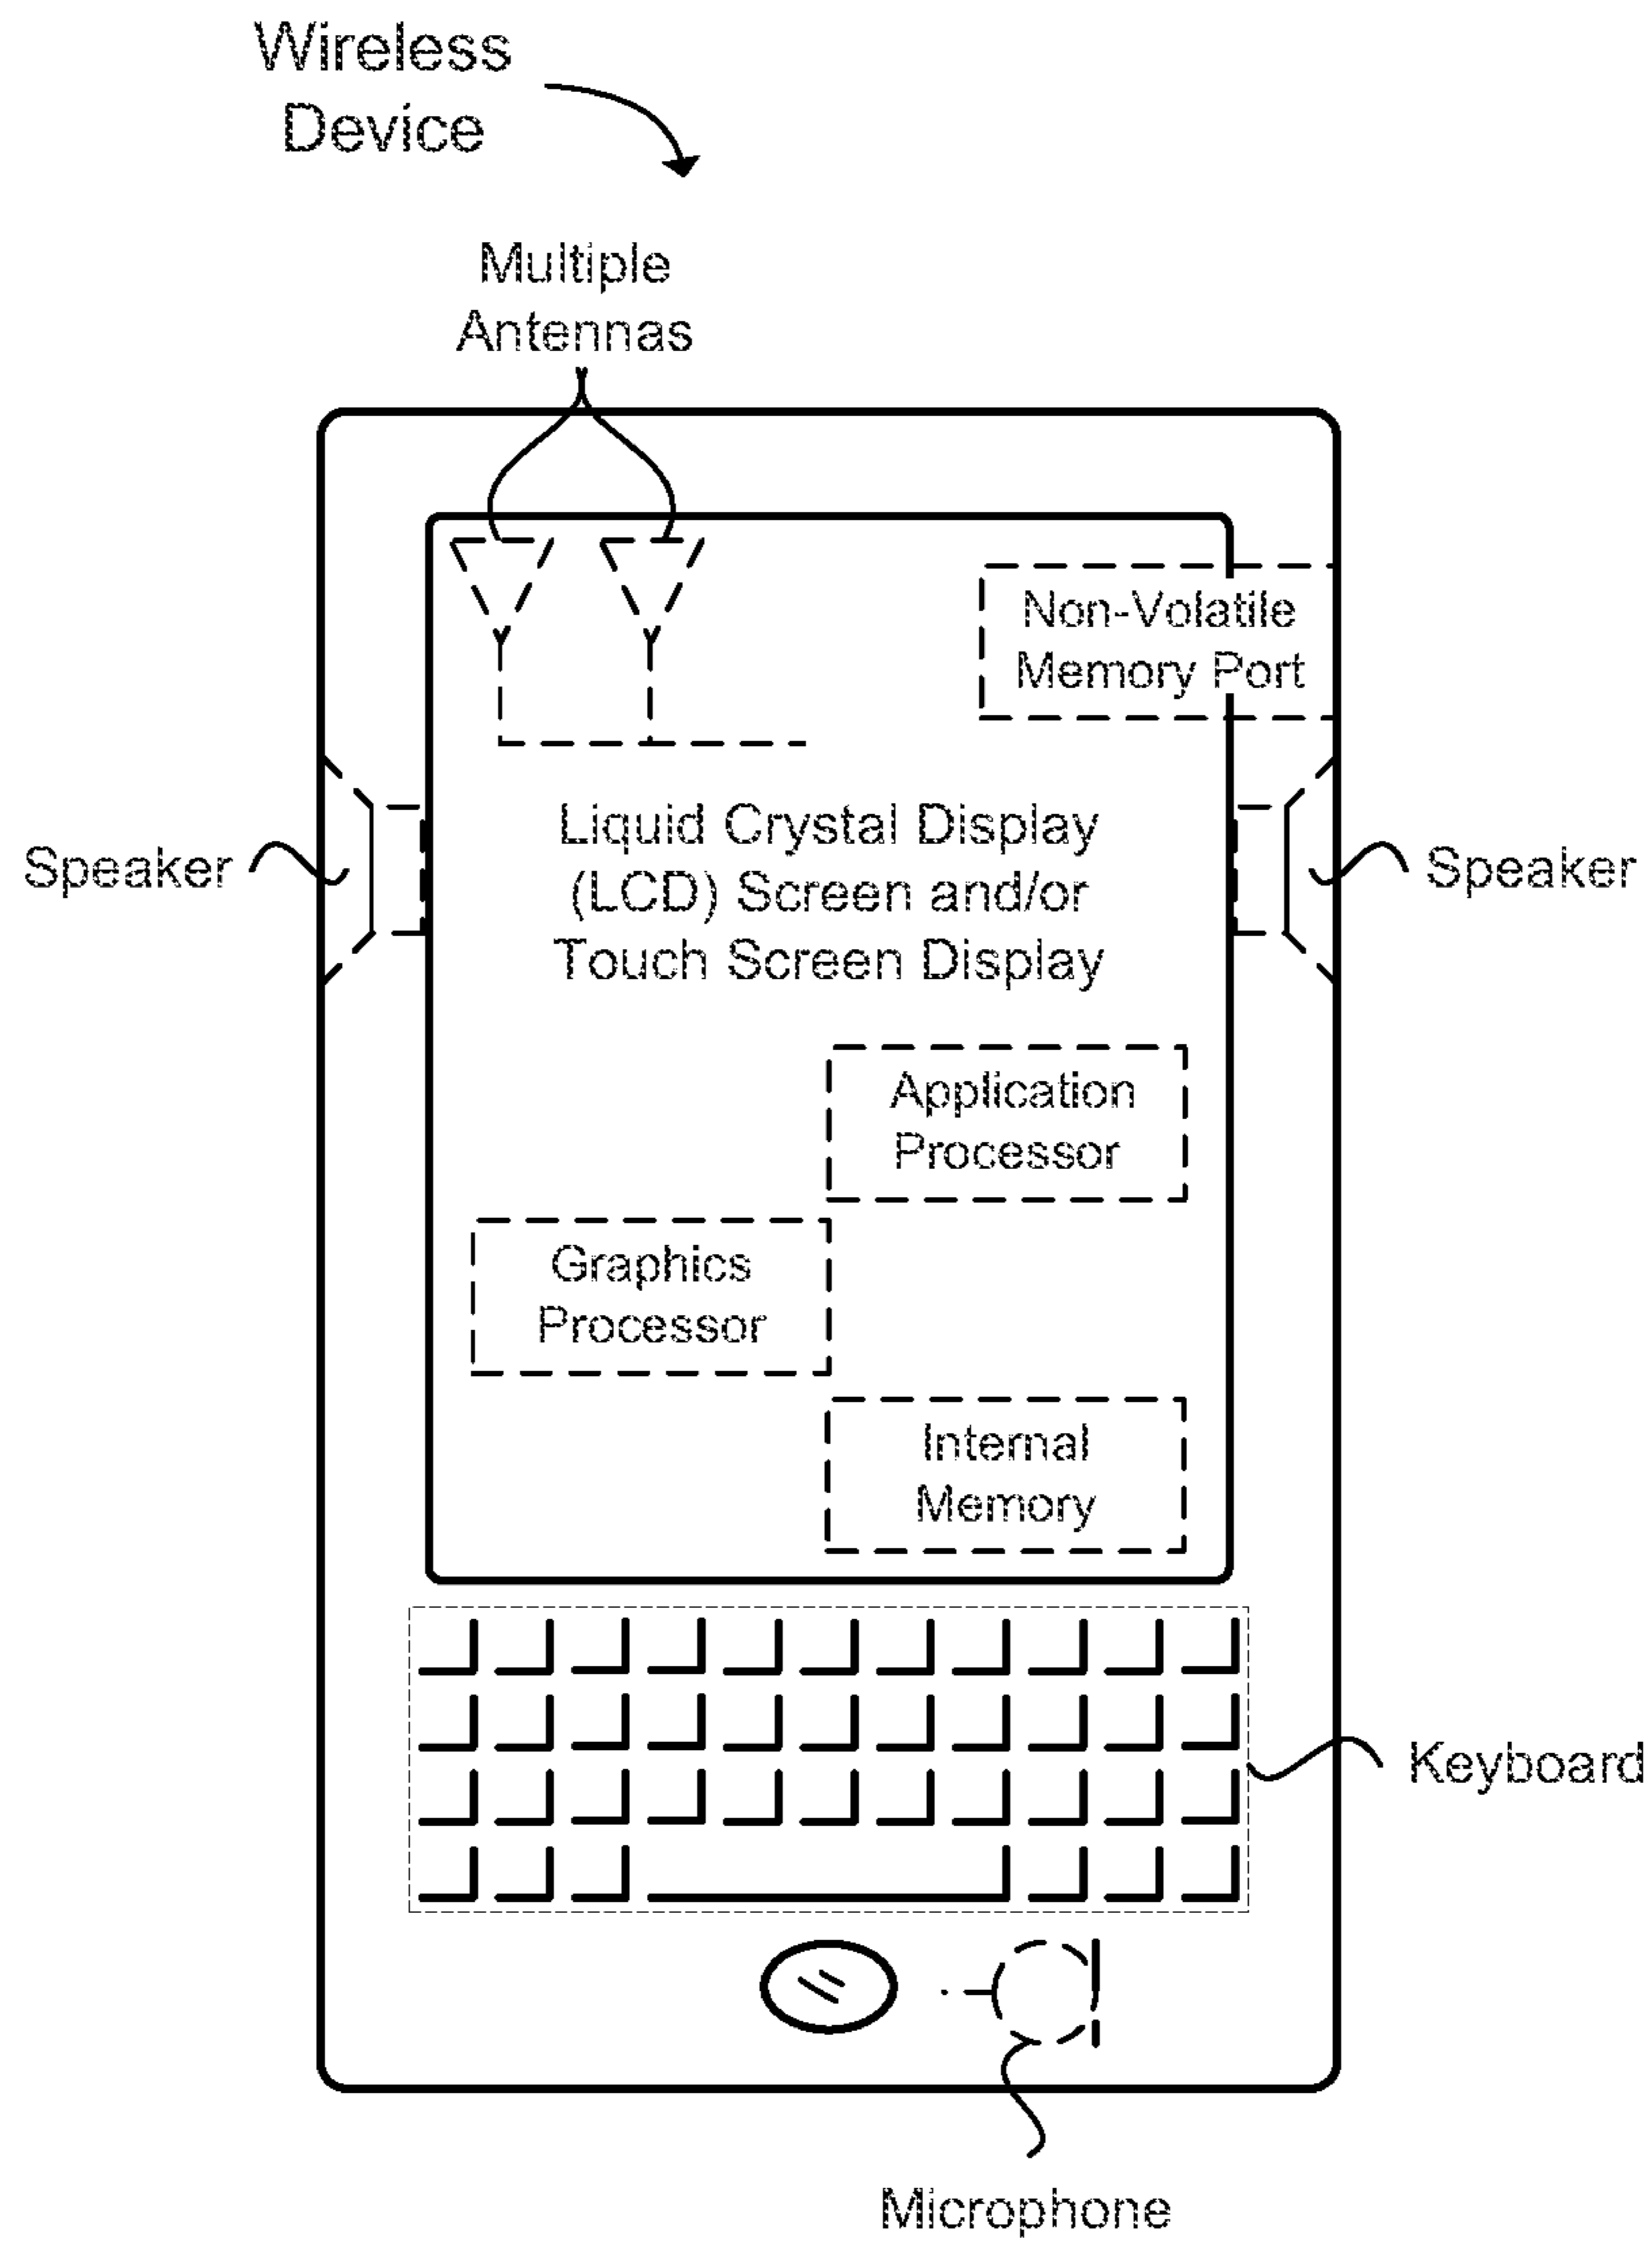 Wireless
Device
Multiple
Antennas
Non-Volatile
Memory Port
Speaker
Liquid Crystal Display
(LCD) Screen and/or
Touch Screen Display
Speaker
Application
Processor
Graphics
Processor
Internal
Memory
Keyboard
Microphone